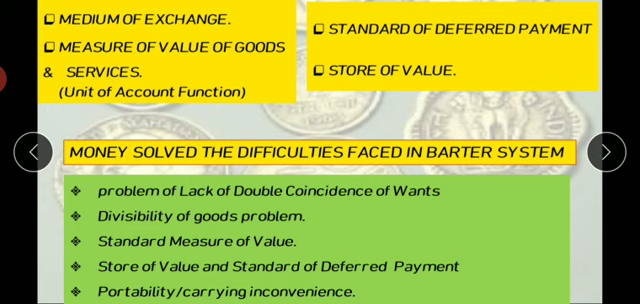 MEDIUM OF EXCHANGE.
MEASURE OF VALUE OF GOODS
& SERVICES.
(Unit of Account Function)
STANDARD OF DEFERRED PAYMENT
STORE OF VALUE.
MONEY SOLVED THE DIFFICULTIES FACED IN BARTER SYSTEM
problem of Lack of Double Coincidence of Wants
Divisibility of goods problem.
Standard Measure of Value.
Store of Value and Standard of Deferred Payment
Portability/carrying inconvenience.